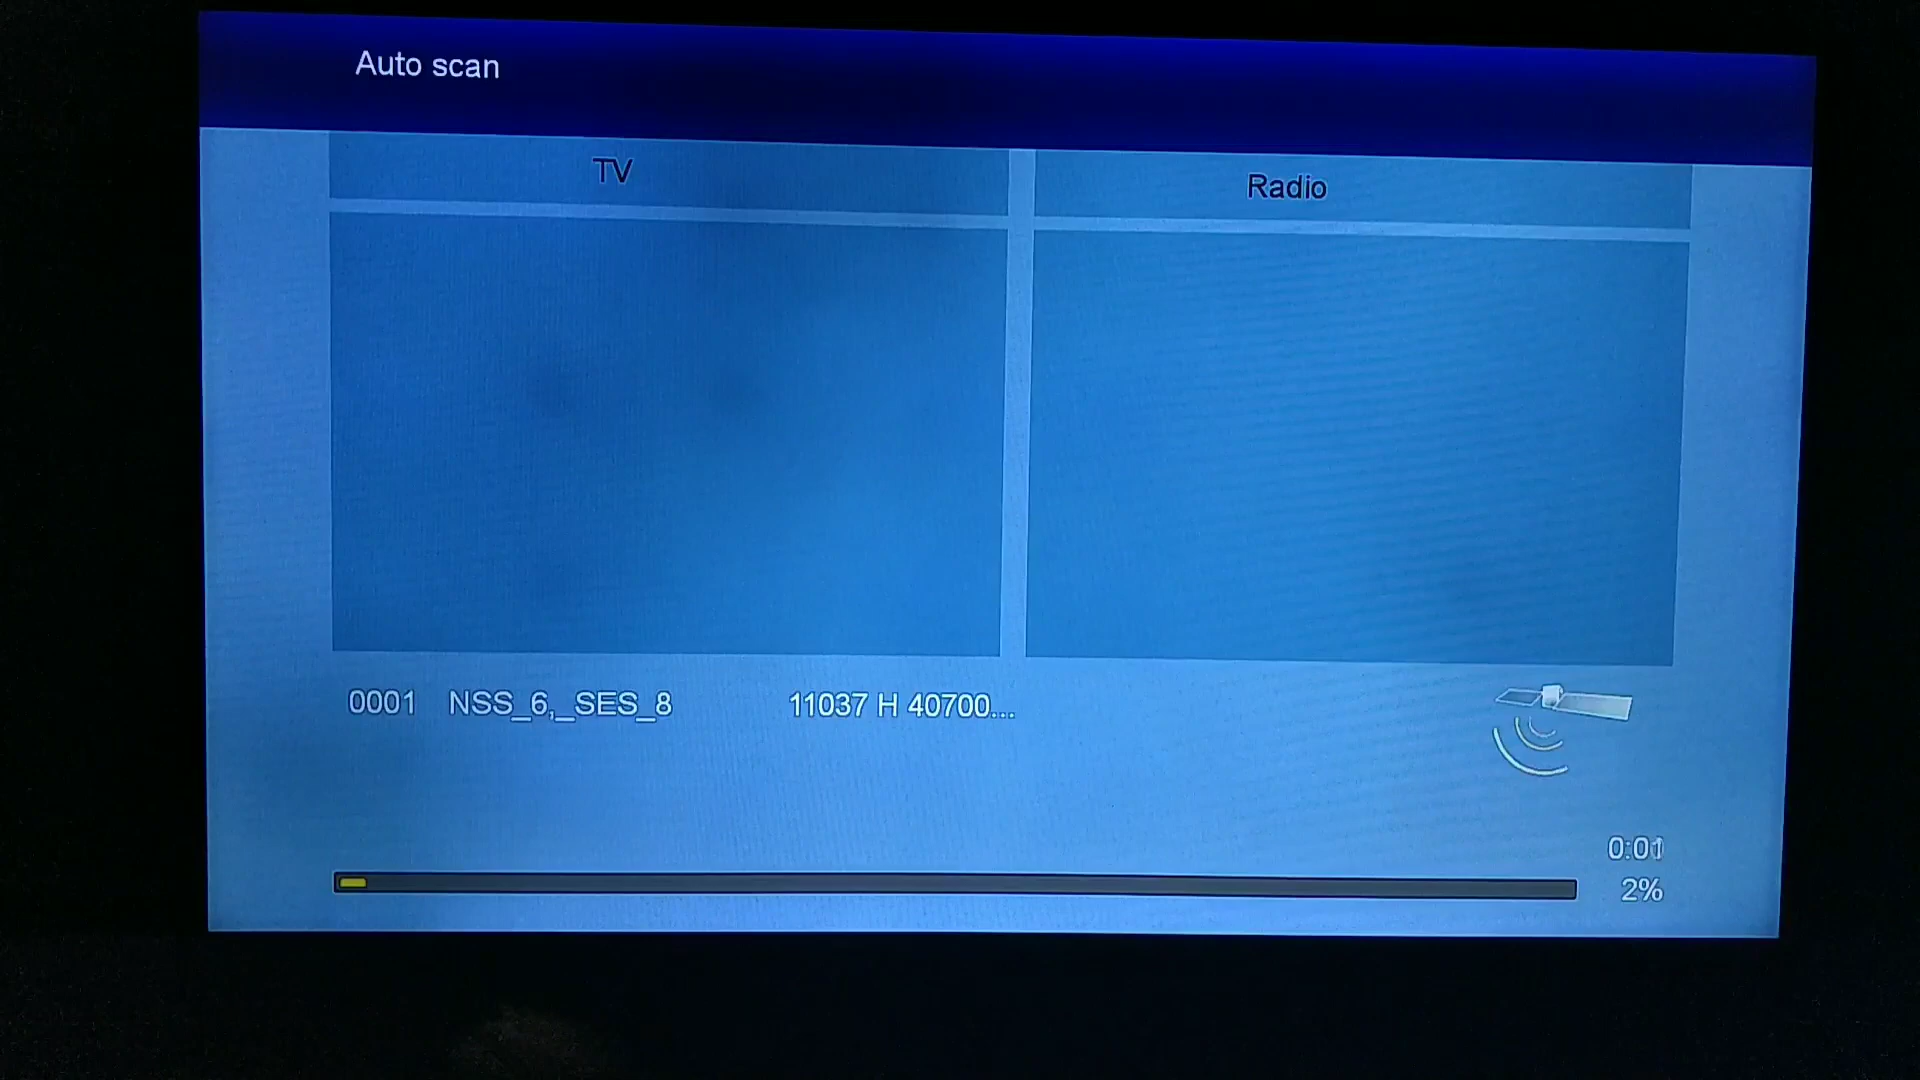 Auto scan
TV
Radio
0001 NSS_6,_SES_8 11037 H 40700...
0:01
2%